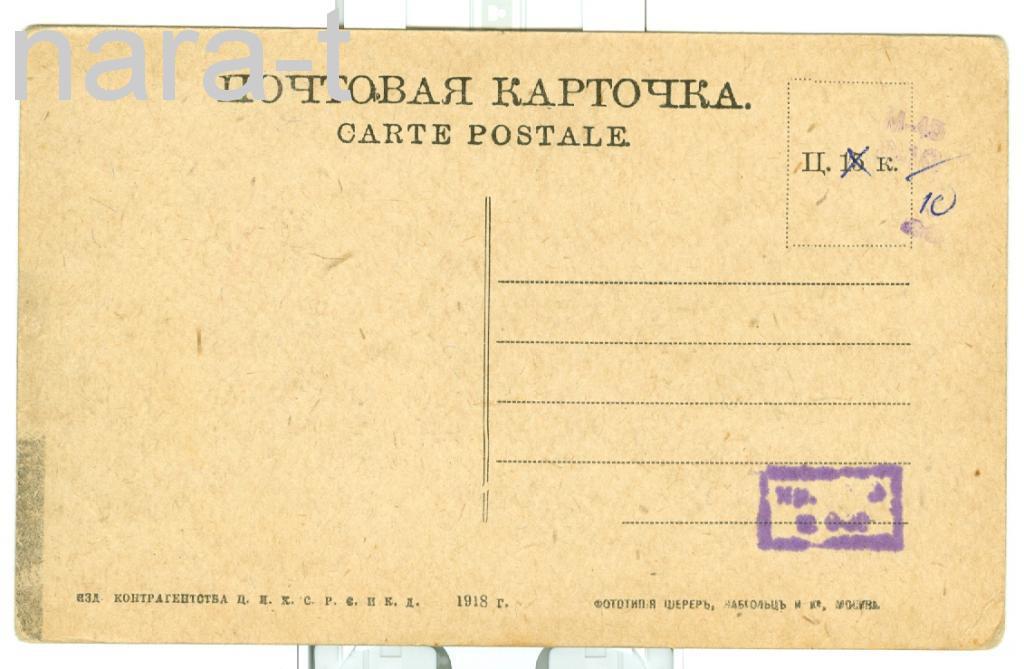 nara-t
ПОЧТОВАЯ КАРТОЧКА.
CARTE POSTALE.
Ц. 15 к.
10
ИЗД. КОНТРАГЕНТСТВА Ц. И. К. С. Р. С. И К. Д. 1918 г.
ФОТОТИПІЯ ШЕРЕРЪ, НАБГОЛЬЦЪ И Кº, МОСКВА.